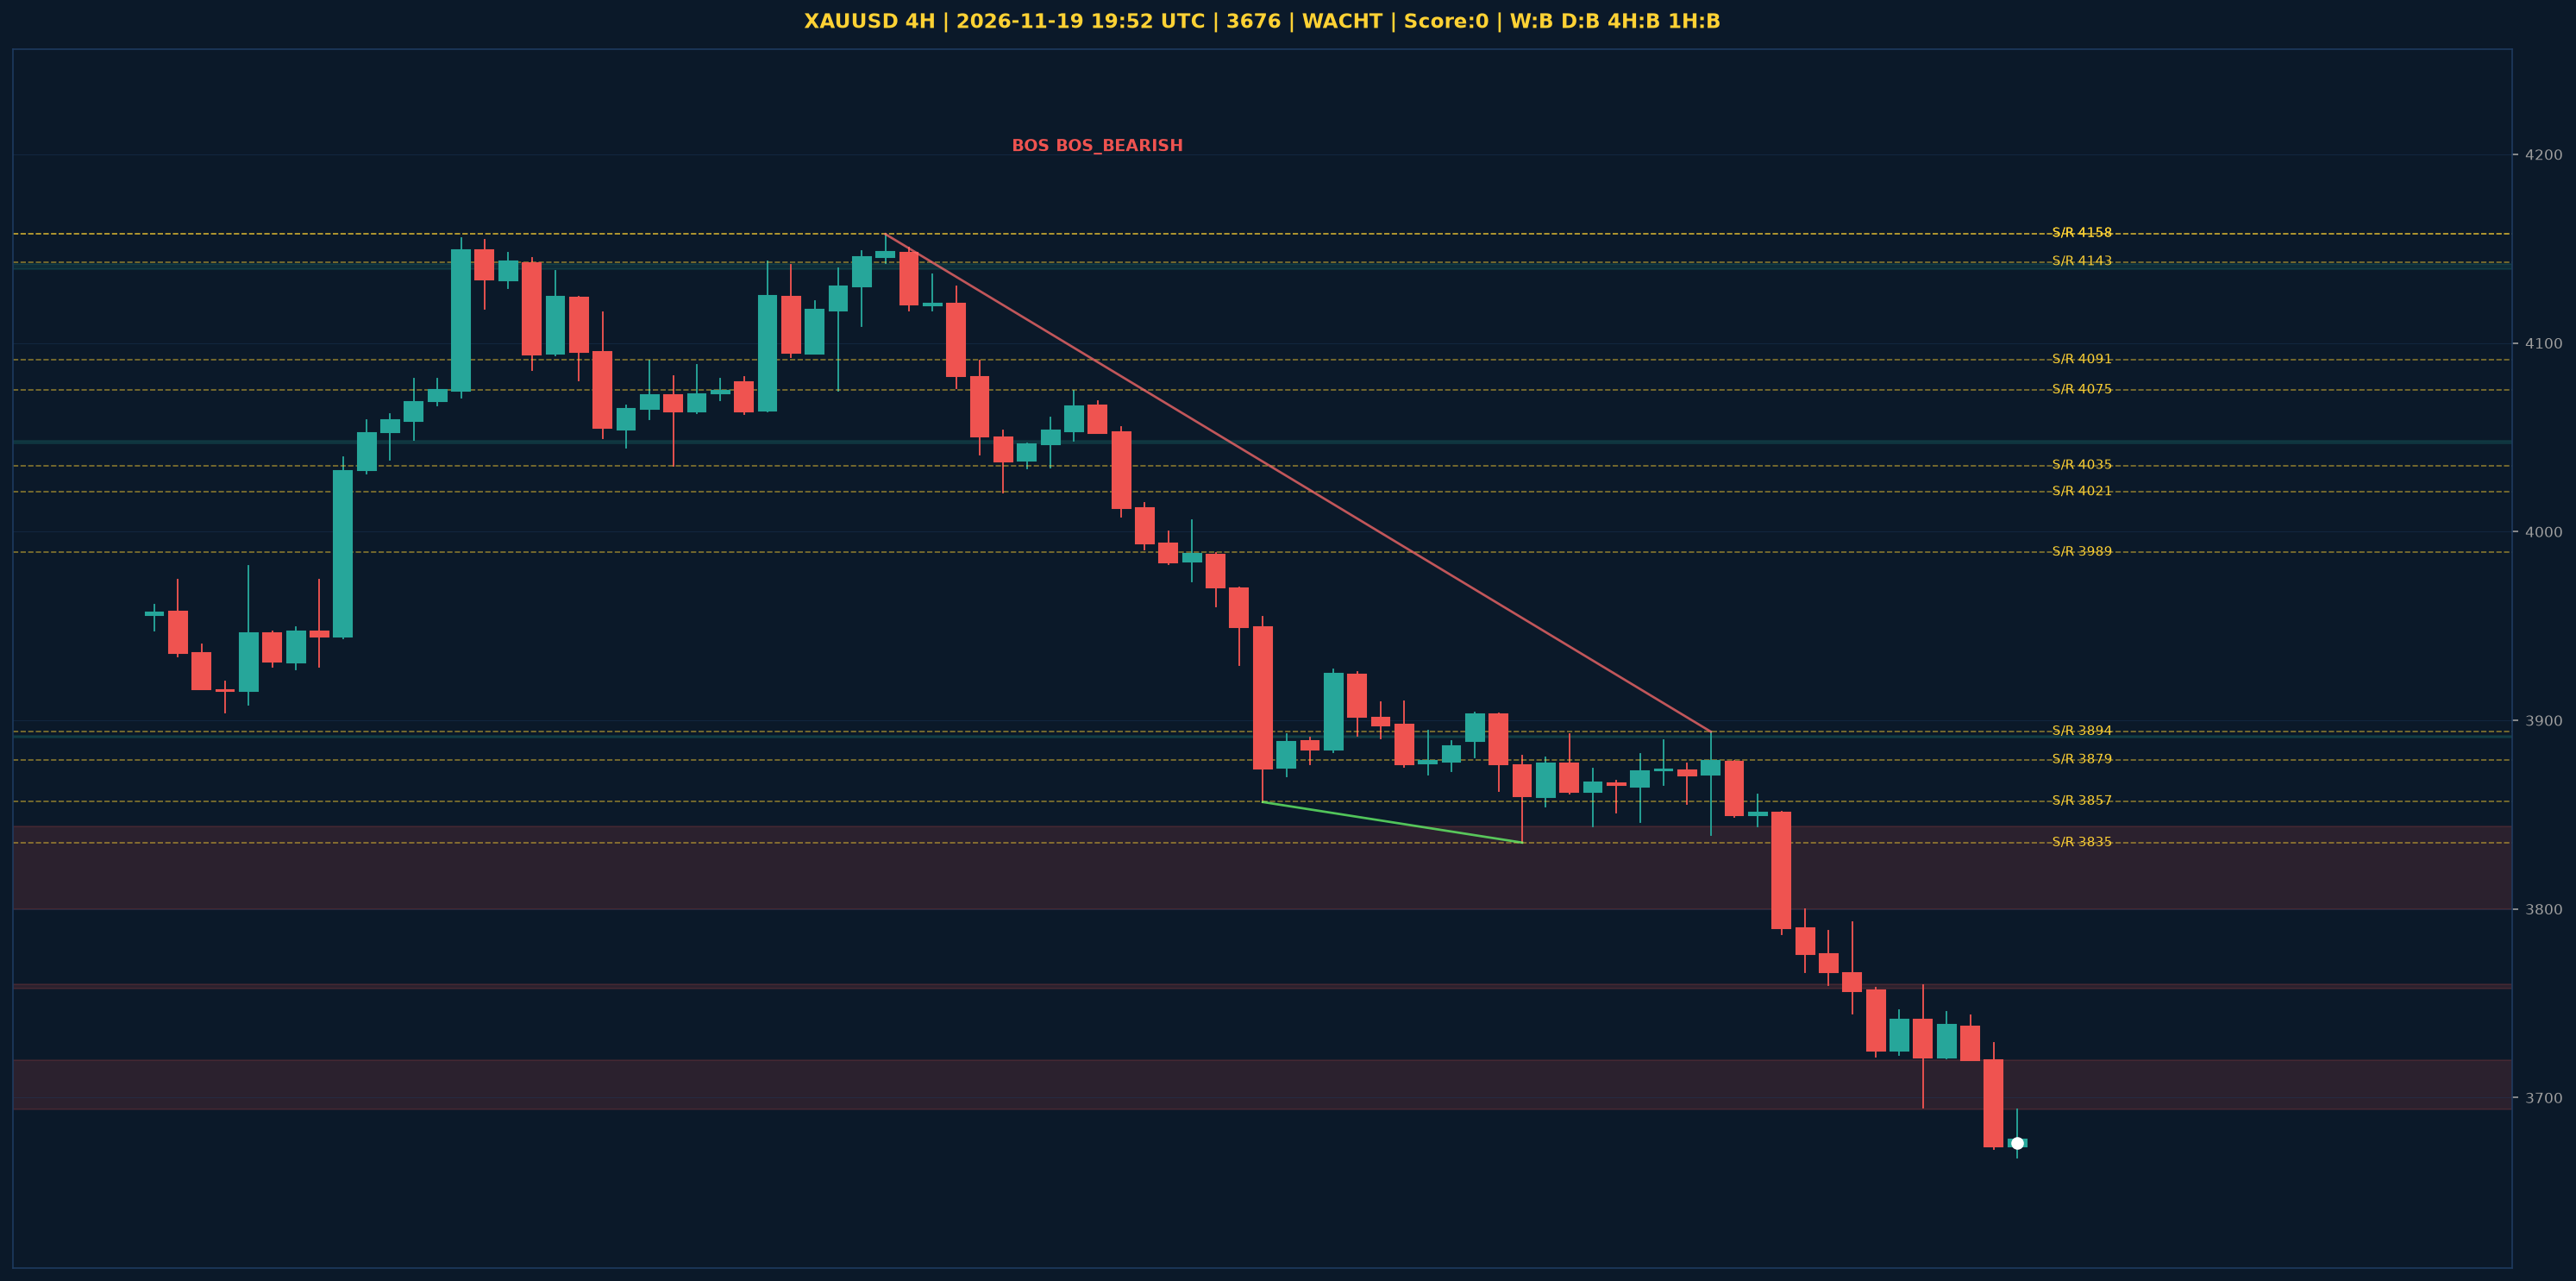 XAUUSD 4H | 2026-11-19 19:52 UTC | 3676 | WACHT | Score:0 | W:B D:B 4H:B 1H:B
BOS BOS_BEARISH
4200
S/R 4158
S/R 4143
S/R 4091
4100
S/R 4075
S/R 4035
S/R 4021
4000
S/R 3989
3900
S/R 3894
S/R 3879
S/R 3857
S/R 3835
3800
3700